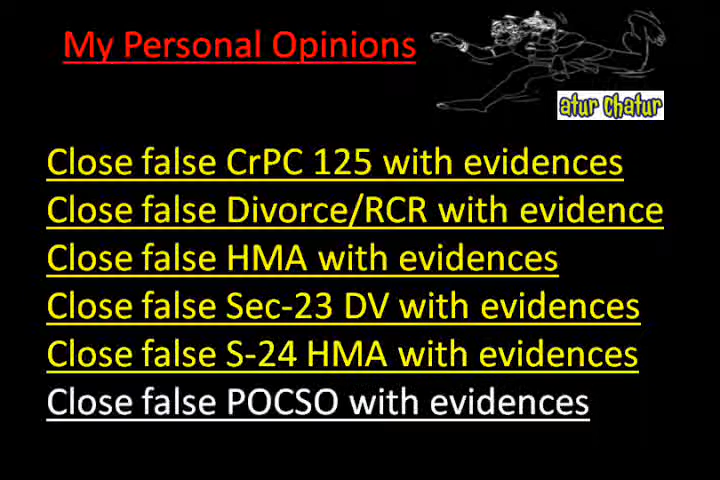 My Personal Opinions
atur Chatur
Close false CrPC 125 with evidences
Close false Divorce/RCR with evidence
Close false HMA with evidences
Close false Sec-23 DV with evidences
Close false S-24 HMA with evidences
Close false POCSO with evidences